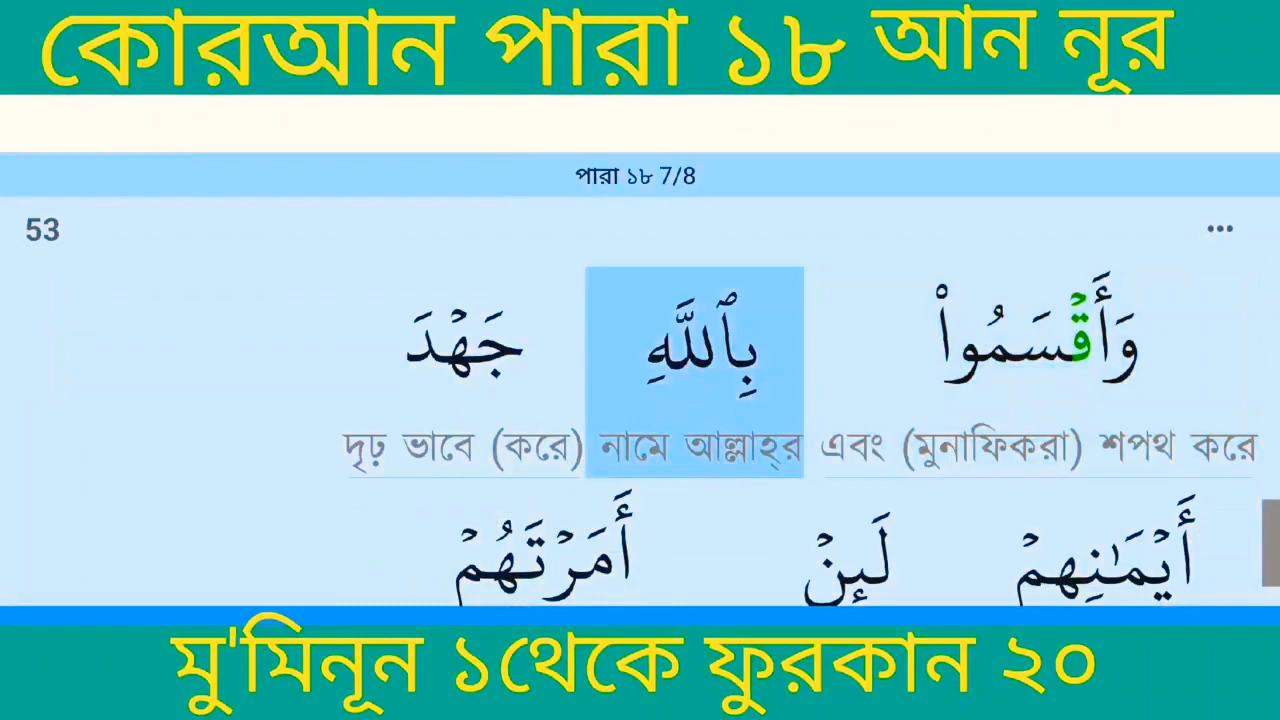 কোরআন পারা ১৮ আন নূর
পারা ১৮ 7/8
53
...
وَأَقۡسَمُواْ بِٱللَّهِ جَهۡدَ
দৃঢ় ভাবে (করে) নামে আল্লাহ্র এবং (মুনাফিকরা) শপথ করে
أَيۡمَٰنِهِمۡ لَئِنۡ أَمَرۡتَهُمۡ
মু'মিনূন ১থেকে ফুরকান ২০